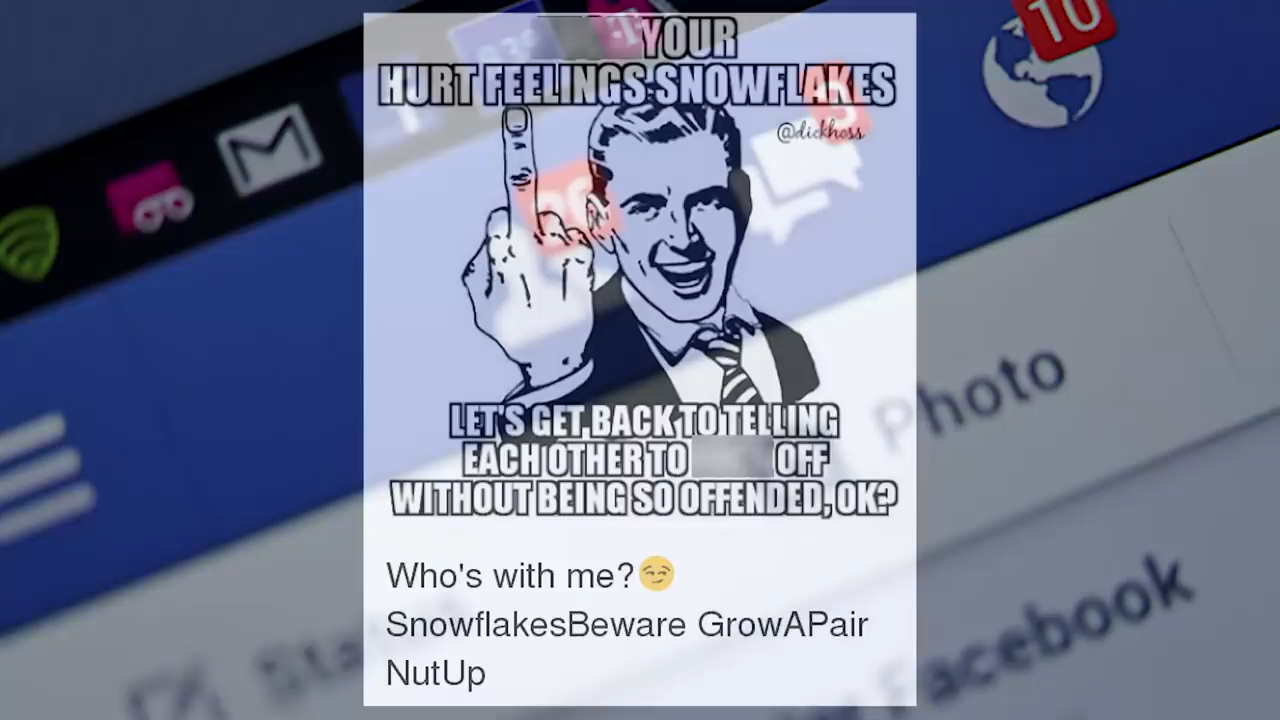 10
YOUR
HURT FEELINGS SNOWFLAKES
@dickhoss
LET'S GET BACK TO TELLING
EACH OTHER TO OFF
WITHOUT BEING SO OFFENDED, OK?
Photo
Who's with me?😏
SnowflakesBeware GrowAPair
NutUp
Facebook